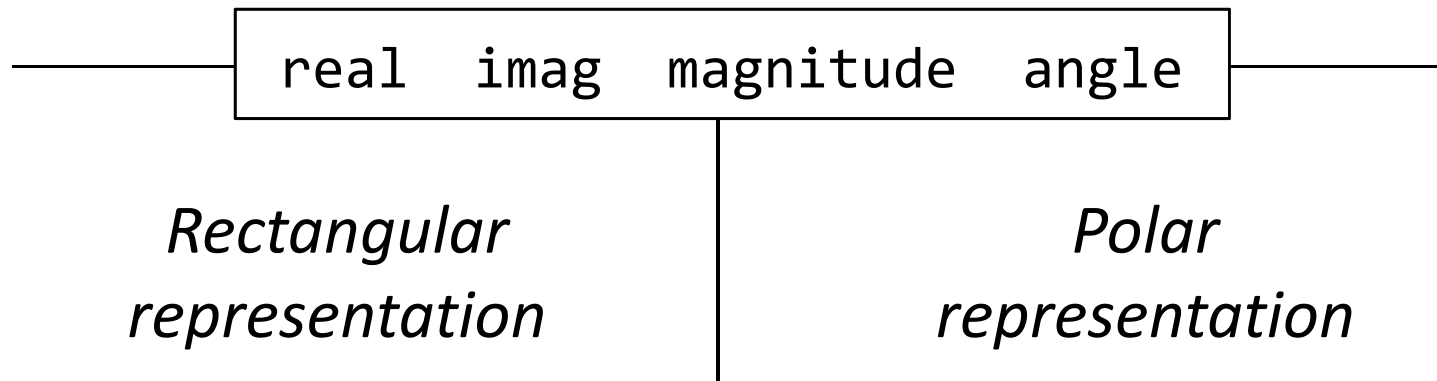 real imag magnitude angle
Rectangular
representation
Polar
representation